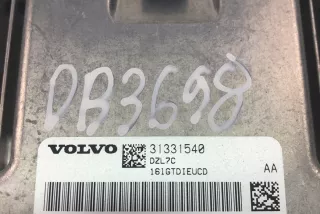 DB3698
VOLVO 31331540
DZL7C
161GTDIEUCD AA